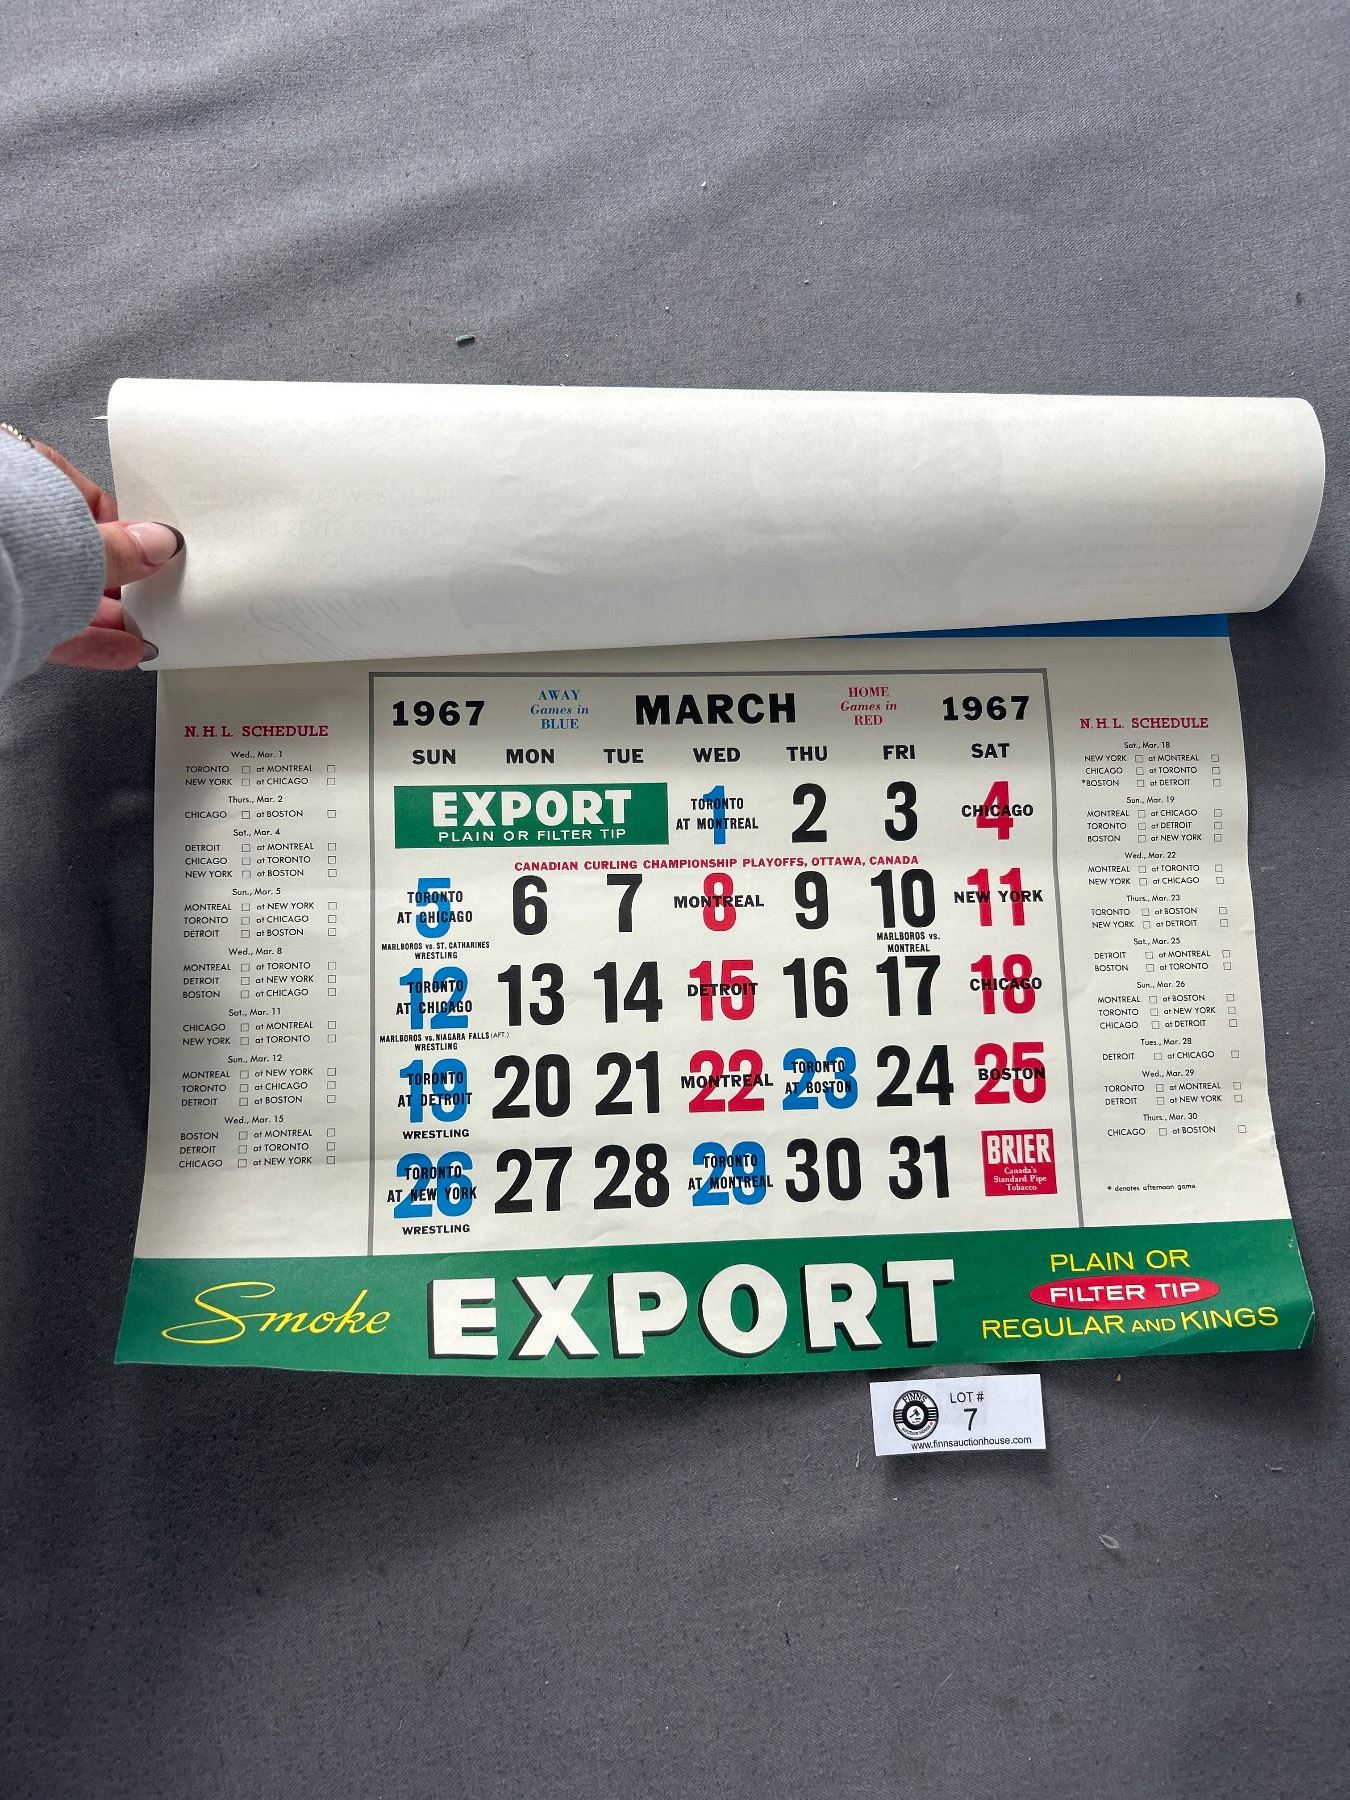 1967
AWAY
Games in
BLUE
MARCH
HOME
Games in
RED
1967
SUN MON TUE WED THU FRI SAT
EXPORT
PLAIN OR FILTER TIP
1 TORONTO
AT MONTREAL
2
3
4 CHICAGO
CANADIAN CURLING CHAMPIONSHIP PLAYOFFS, OTTAWA, CANADA
5 TORONTO
AT CHICAGO
MARLBOROS vs. ST. CATHARINES
WRESTLING
6
7
8 MONTREAL
9
10
MARLBOROS vs.
MONTREAL
11 NEW YORK
12 TORONTO
AT CHICAGO
MARLBOROS vs. NIAGARA FALLS (AFT.)
WRESTLING
13
14
15 DETROIT
16
17
18 CHICAGO
19 TORONTO
AT DETROIT
WRESTLING
20
21
22 MONTREAL
23 TORONTO
AT BOSTON
24
25 BOSTON
26 TORONTO
AT NEW YORK
WRESTLING
27
28
29 TORONTO
AT MONTREAL
30
31
BRIER
Canada's
Standard Pipe
Tobacco
N.H.L. SCHEDULE
Wed., Mar. 1
TORONTO at MONTREAL
NEW YORK at CHICAGO
Thurs., Mar. 2
CHICAGO at BOSTON
Sat., Mar. 4
DETROIT at MONTREAL
CHICAGO at TORONTO
NEW YORK at BOSTON
Sun., Mar. 5
MONTREAL at NEW YORK
TORONTO at CHICAGO
DETROIT at BOSTON
Wed., Mar. 8
MONTREAL at TORONTO
DETROIT at NEW YORK
BOSTON at CHICAGO
Sat., Mar. 11
CHICAGO at MONTREAL
NEW YORK at TORONTO
Sun., Mar. 12
MONTREAL at NEW YORK
TORONTO at CHICAGO
DETROIT at BOSTON
Wed., Mar. 15
BOSTON at MONTREAL
DETROIT at TORONTO
CHICAGO at NEW YORK
N.H.L. SCHEDULE
Sat., Mar. 18
NEW YORK at MONTREAL
CHICAGO at TORONTO
*BOSTON at DETROIT
Sun., Mar. 19
MONTREAL at CHICAGO
TORONTO at DETROIT
BOSTON at NEW YORK
Wed., Mar. 22
MONTREAL at TORONTO
NEW YORK at CHICAGO
Thurs., Mar. 23
TORONTO at BOSTON
NEW YORK at DETROIT
Sat., Mar. 25
DETROIT at MONTREAL
BOSTON at TORONTO
Sun., Mar. 26
MONTREAL at BOSTON
TORONTO at NEW YORK
CHICAGO at DETROIT
Tues., Mar. 28
DETROIT at CHICAGO
Wed., Mar. 29
TORONTO at MONTREAL
DETROIT at NEW YORK
Thurs., Mar. 30
CHICAGO at BOSTON
* denotes afternoon game
Smoke EXPORT
PLAIN OR
FILTER TIP
REGULAR AND KINGS
FINNS
LOT #
7
www.finnsauctionhouse.com